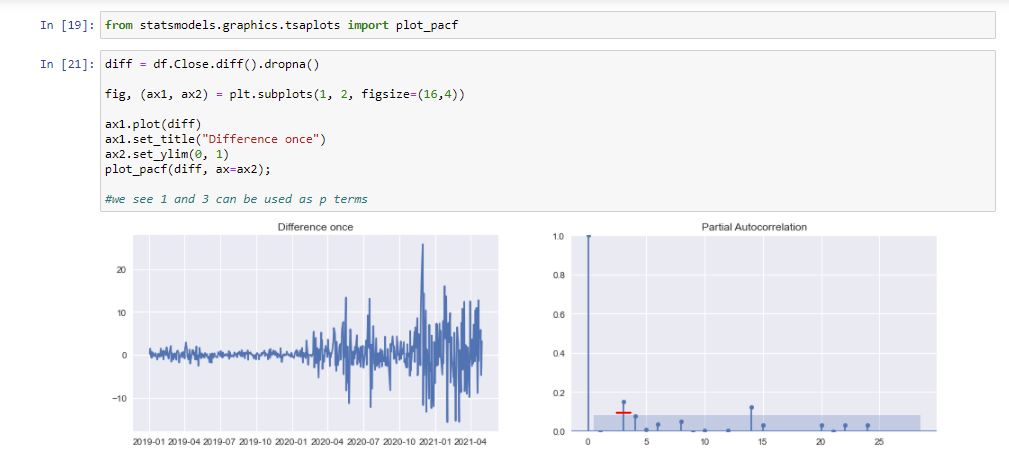 In [19]: from statsmodels.graphics.tsaplots import plot_pacf
In [21]: diff = df.Close.diff().dropna()
fig, (ax1, ax2) = plt.subplots(1, 2, figsize=(16,4))
ax1.plot(diff)
ax1.set_title("Difference once")
ax2.set_ylim(0, 1)
plot_pacf(diff, ax=ax2);
#we see 1 and 3 can be used as p terms
Difference once
20
10
0
−10
2019-01 2019-04 2019-07 2019-10 2020-01 2020-04 2020-07 2020-10 2021-01 2021-04
Partial Autocorrelation
1.0
0.8
0.6
0.4
0.2
0.0
0 5 10 15 20 25